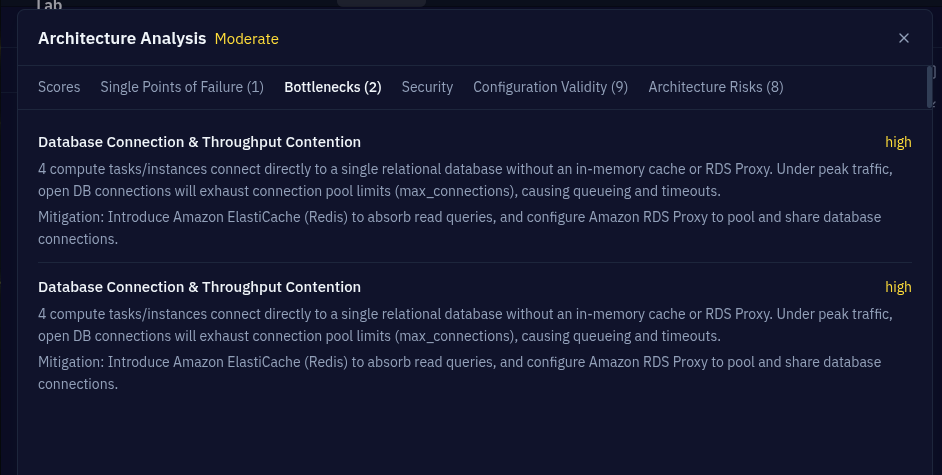 Lab
Architecture Analysis Moderate ×
Scores Single Points of Failure (1) Bottlenecks (2) Security Configuration Validity (9) Architecture Risks (8)
Database Connection & Throughput Contention high
4 compute tasks/instances connect directly to a single relational database without an in-memory cache or RDS Proxy. Under peak traffic,
open DB connections will exhaust connection pool limits (max_connections), causing queueing and timeouts.
Mitigation: Introduce Amazon ElastiCache (Redis) to absorb read queries, and configure Amazon RDS Proxy to pool and share database
connections.
Database Connection & Throughput Contention high
4 compute tasks/instances connect directly to a single relational database without an in-memory cache or RDS Proxy. Under peak traffic,
open DB connections will exhaust connection pool limits (max_connections), causing queueing and timeouts.
Mitigation: Introduce Amazon ElastiCache (Redis) to absorb read queries, and configure Amazon RDS Proxy to pool and share database
connections.